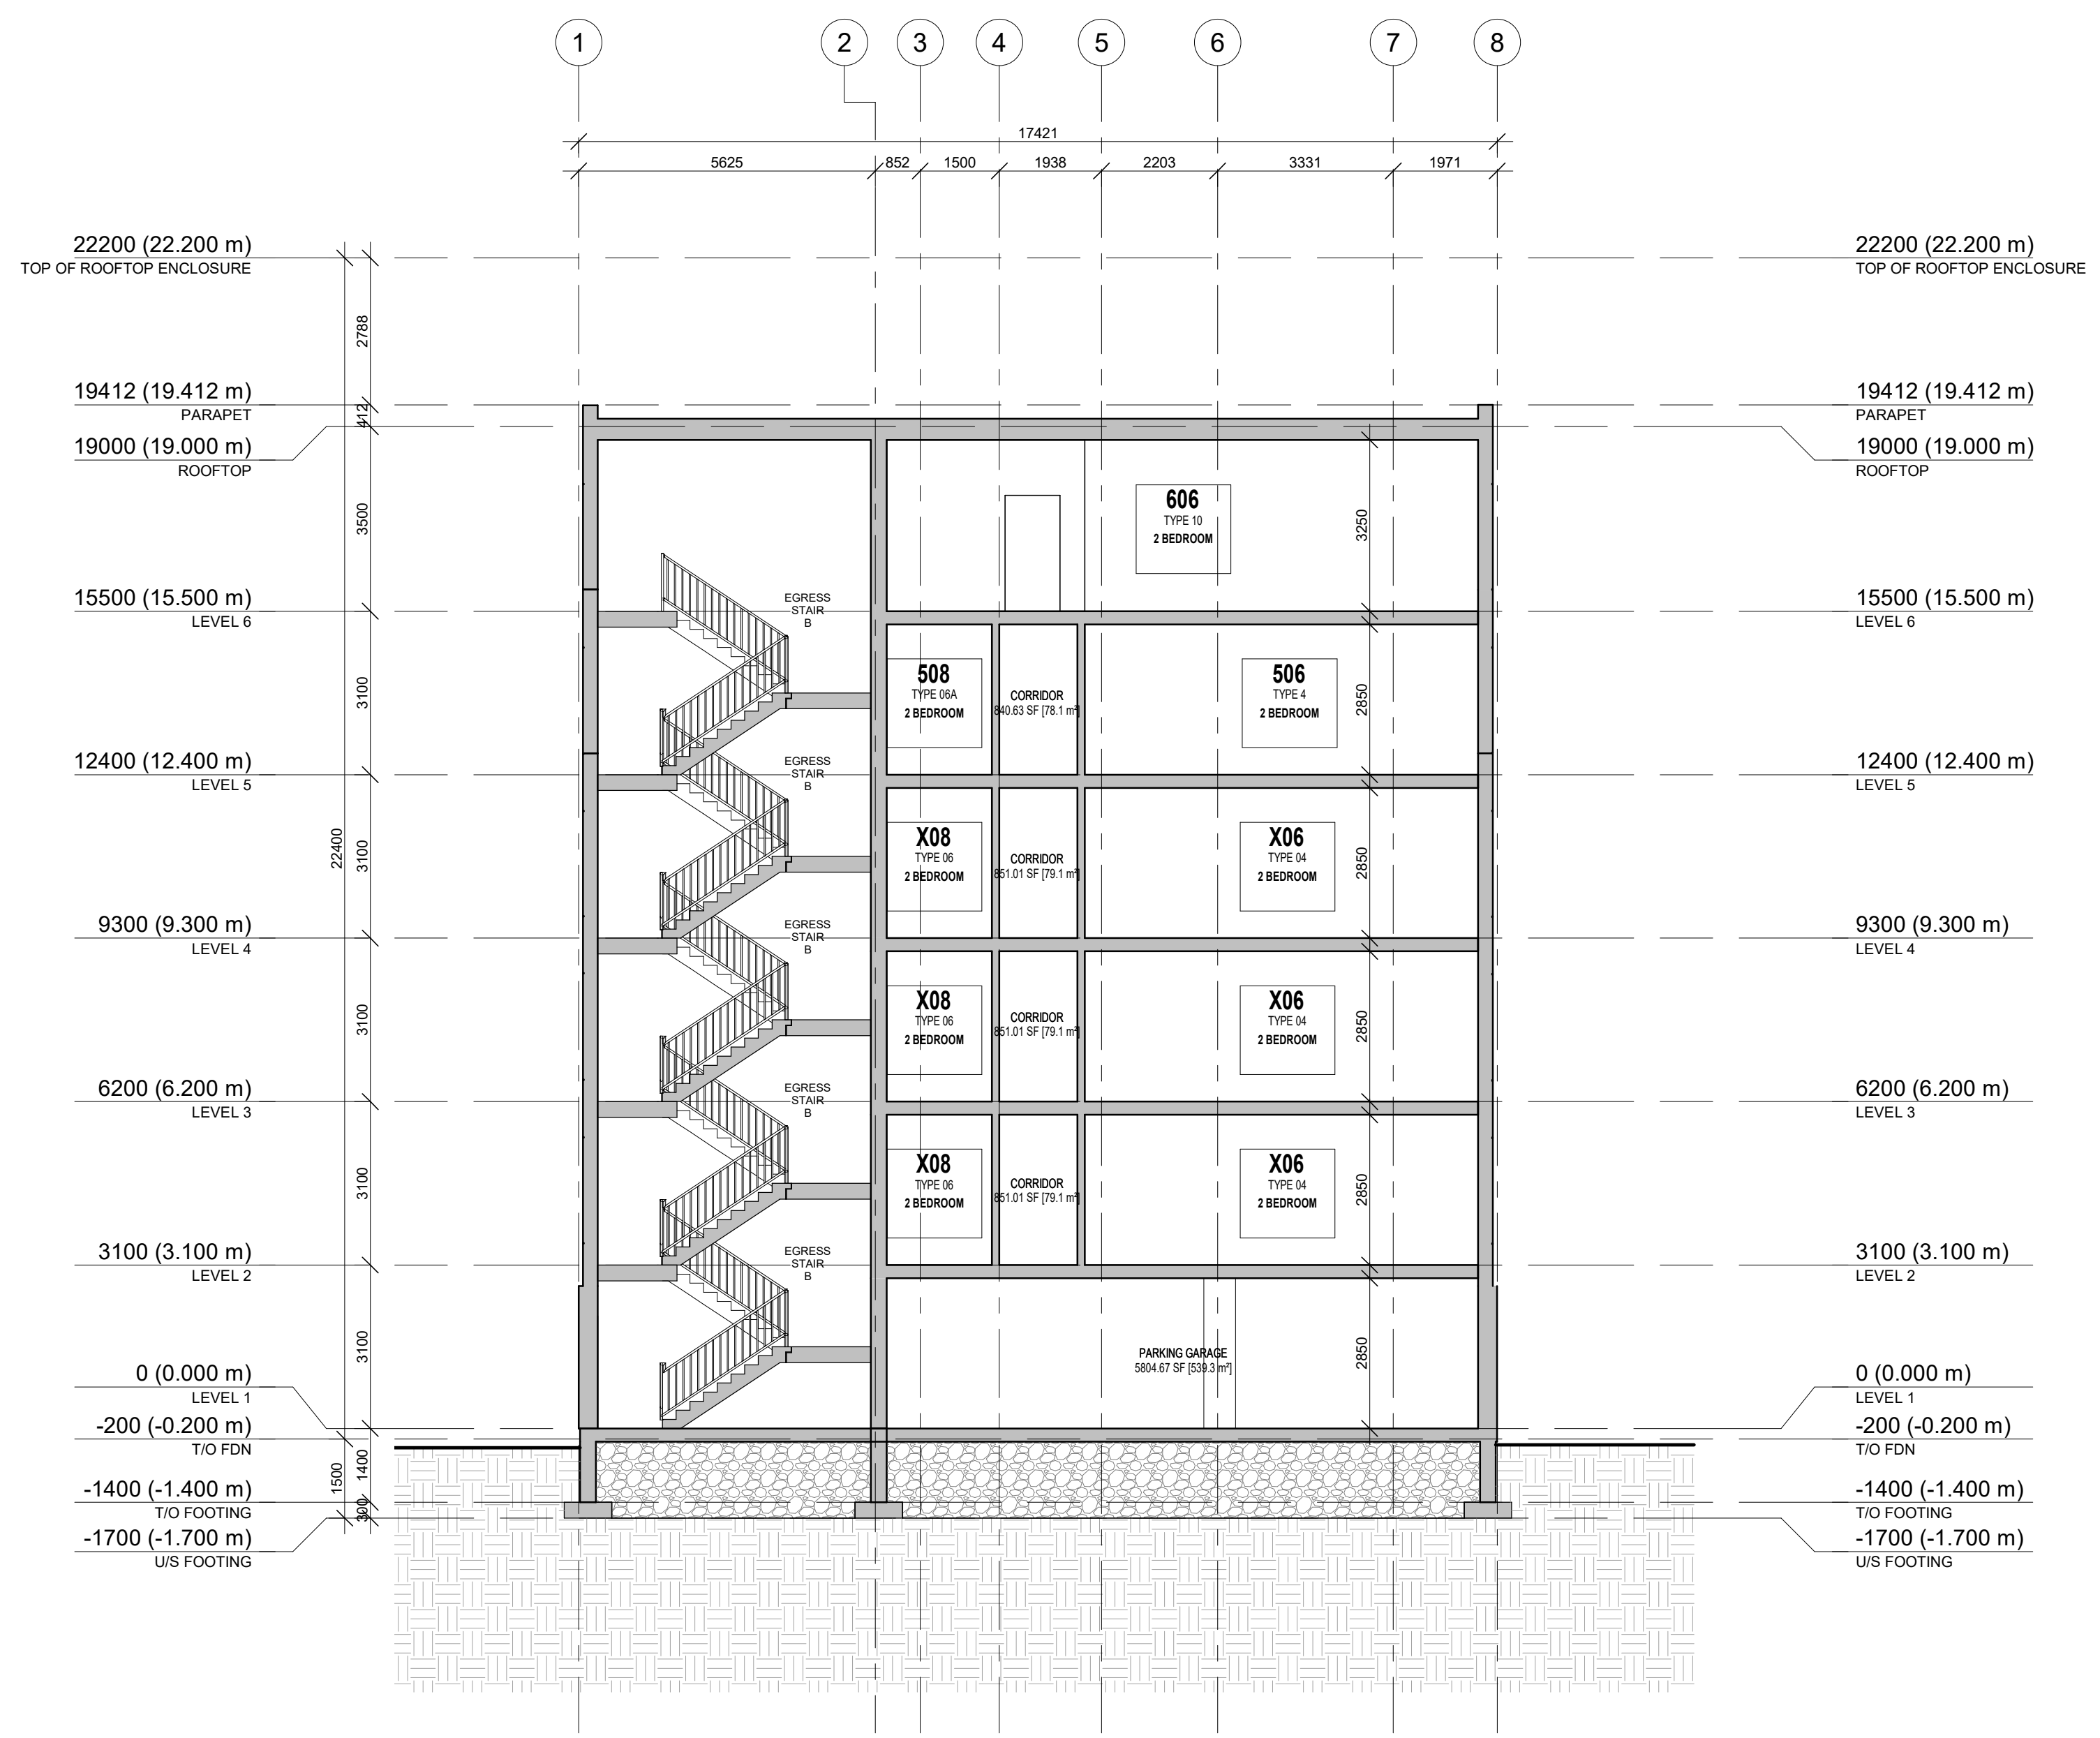 1 2 3 4 5 6 7 8
17421
5625 852 1500 1938 2203 3331 1971
22200 (22.200 m) 22200 (22.200 m)
TOP OF ROOFTOP ENCLOSURE TOP OF ROOFTOP ENCLOSURE
2788
19412 (19.412 m) 19412 (19.412 m)
PARAPET PARAPET
412
19000 (19.000 m) 19000 (19.000 m)
ROOFTOP ROOFTOP
606
TYPE 10
2 BEDROOM
3500 3250
15500 (15.500 m) 15500 (15.500 m)
LEVEL 6 LEVEL 6
EGRESS
STAIR
B
508 506
TYPE 06A TYPE 4
2 BEDROOM 2 BEDROOM
CORRIDOR
840.63 SF [78.1 m²]
3100 2850
12400 (12.400 m) 12400 (12.400 m)
LEVEL 5 LEVEL 5
EGRESS
STAIR
B
X08 X06
TYPE 06 TYPE 04
2 BEDROOM 2 BEDROOM
CORRIDOR
851.01 SF [79.1 m²]
22400 3100 2850
9300 (9.300 m) 9300 (9.300 m)
LEVEL 4 LEVEL 4
EGRESS
STAIR
B
X08 X06
TYPE 06 TYPE 04
2 BEDROOM 2 BEDROOM
CORRIDOR
851.01 SF [79.1 m²]
3100 2850
6200 (6.200 m) 6200 (6.200 m)
LEVEL 3 LEVEL 3
EGRESS
STAIR
B
X08 X06
TYPE 06 TYPE 04
2 BEDROOM 2 BEDROOM
CORRIDOR
851.01 SF [79.1 m²]
3100 2850
3100 (3.100 m) 3100 (3.100 m)
LEVEL 2 LEVEL 2
EGRESS
STAIR
B
PARKING GARAGE
5804.67 SF [539.3 m²]
3100 2850
0 (0.000 m) 0 (0.000 m)
LEVEL 1 LEVEL 1
-200 (-0.200 m) -200 (-0.200 m)
T/O FDN T/O FDN
1500 1400
-1400 (-1.400 m) -1400 (-1.400 m)
T/O FOOTING T/O FOOTING
300
-1700 (-1.700 m) -1700 (-1.700 m)
U/S FOOTING U/S FOOTING